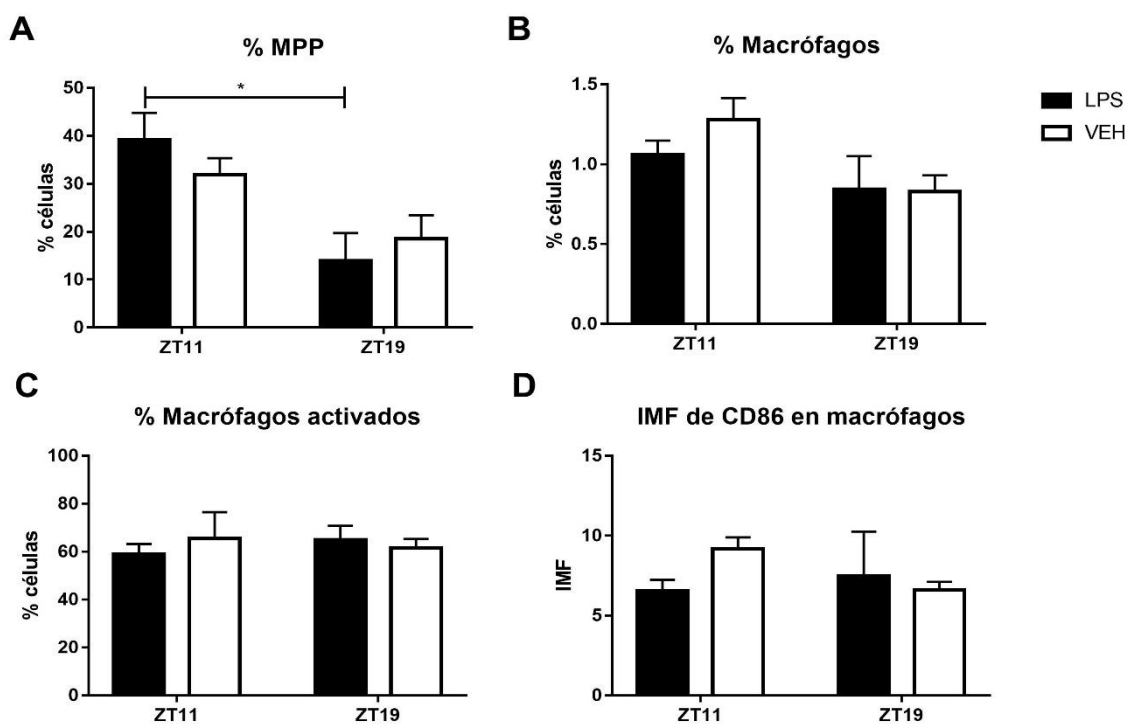 A
% MPP
% células
50
40
30
20
10
0
*
ZT11
ZT19
B
% Macrófagos
% células
1.5
1.0
0.5
0.0
ZT11
ZT19
LPS
VEH
C
% Macrófagos activados
% células
100
80
60
40
20
0
ZT11
ZT19
D
IMF de CD86 en macrófagos
IMF
15
10
5
0
ZT11
ZT19